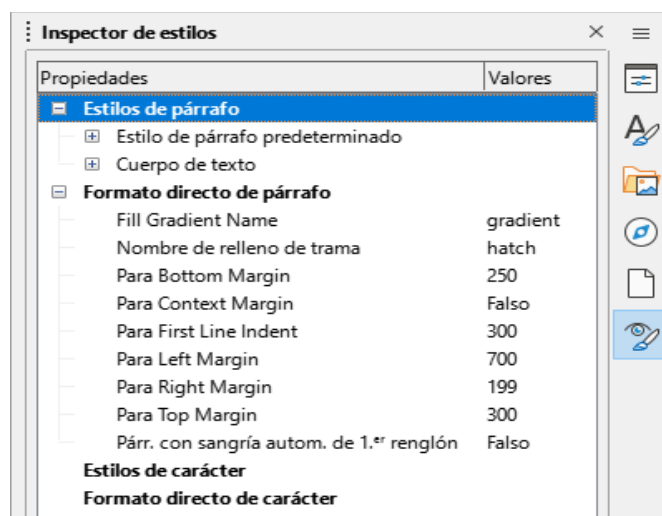 Inspector de estilos
Propiedades Valores
Estilos de párrafo
Estilo de párrafo predeterminado
Cuerpo de texto
Formato directo de párrafo
Fill Gradient Name gradient
Nombre de relleno de trama hatch
Para Bottom Margin 250
Para Context Margin Falso
Para First Line Indent 300
Para Left Margin 700
Para Right Margin 199
Para Top Margin 300
Párr. con sangría autom. de 1.ᵉʳ renglón Falso
Estilos de carácter
Formato directo de carácter